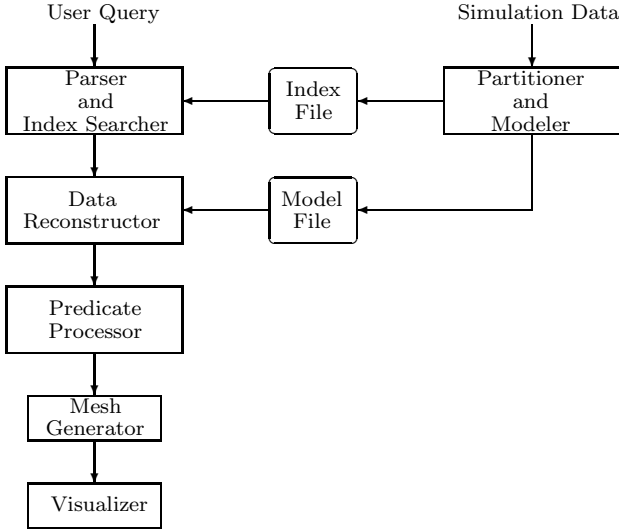 User Query
Simulation Data
Parser
and
Index Searcher
Index
File
Partitioner
and
Modeler
Data
Reconstructor
Model
File
Predicate
Processor
Mesh
Generator
Visualizer